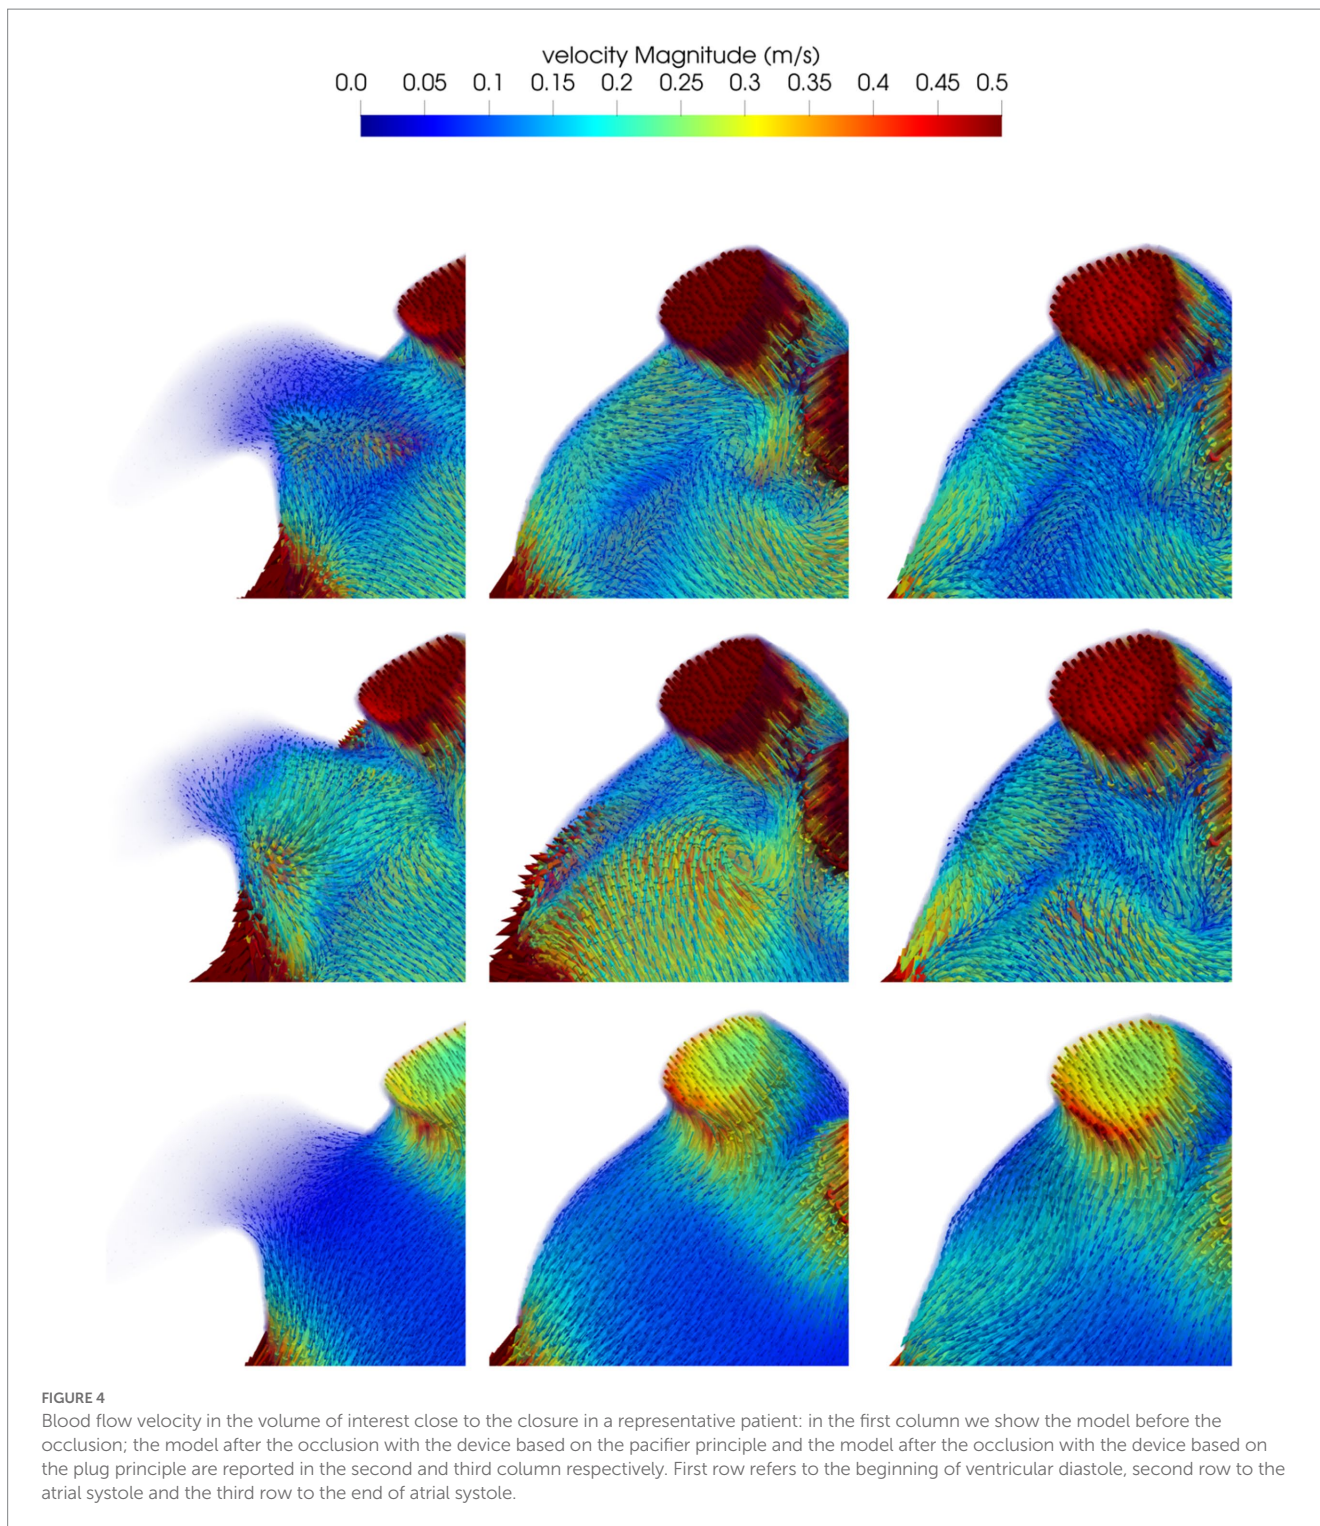 velocity Magnitude (m/s)
0.0 0.05 0.1 0.15 0.2 0.25 0.3 0.35 0.4 0.45 0.5
FIGURE 4
Blood flow velocity in the volume of interest close to the closure in a representative patient: in the first column we show the model before the
occlusion; the model after the occlusion with the device based on the pacifier principle and the model after the occlusion with the device based on
the plug principle are reported in the second and third column respectively. First row refers to the beginning of ventricular diastole, second row to the
atrial systole and the third row to the end of atrial systole.